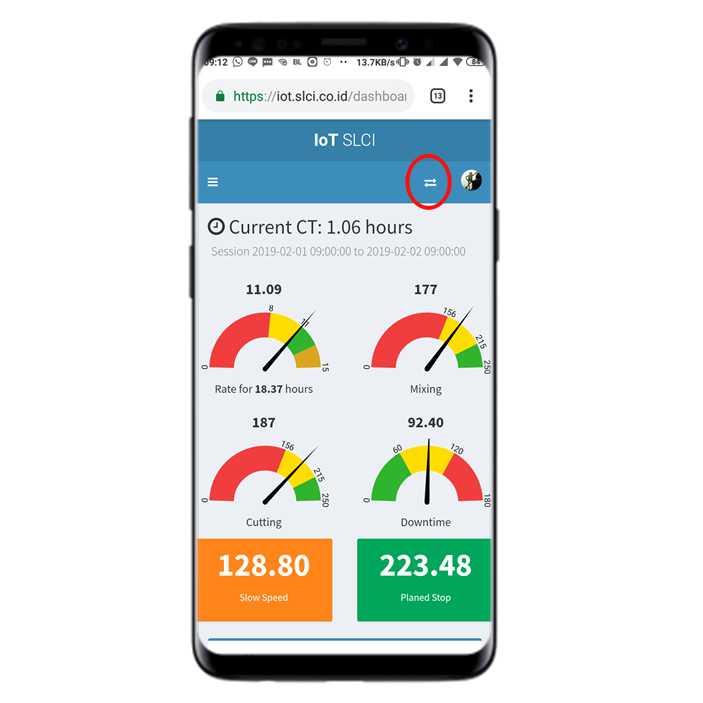 09:12 BL 13.7KB/s
https://iot.slci.co.id/dashboar
13
IoT SLCI
Current CT: 1.06 hours
Session 2019-02-01 09:00:00 to 2019-02-02 09:00:00
11.09
0 8 11 15
Rate for 18.37 hours
177
0 156 215 250
Mixing
187
0 156 215 250
Cutting
92.40
0 60 120 180
Downtime
128.80
Slow Speed
223.48
Planed Stop